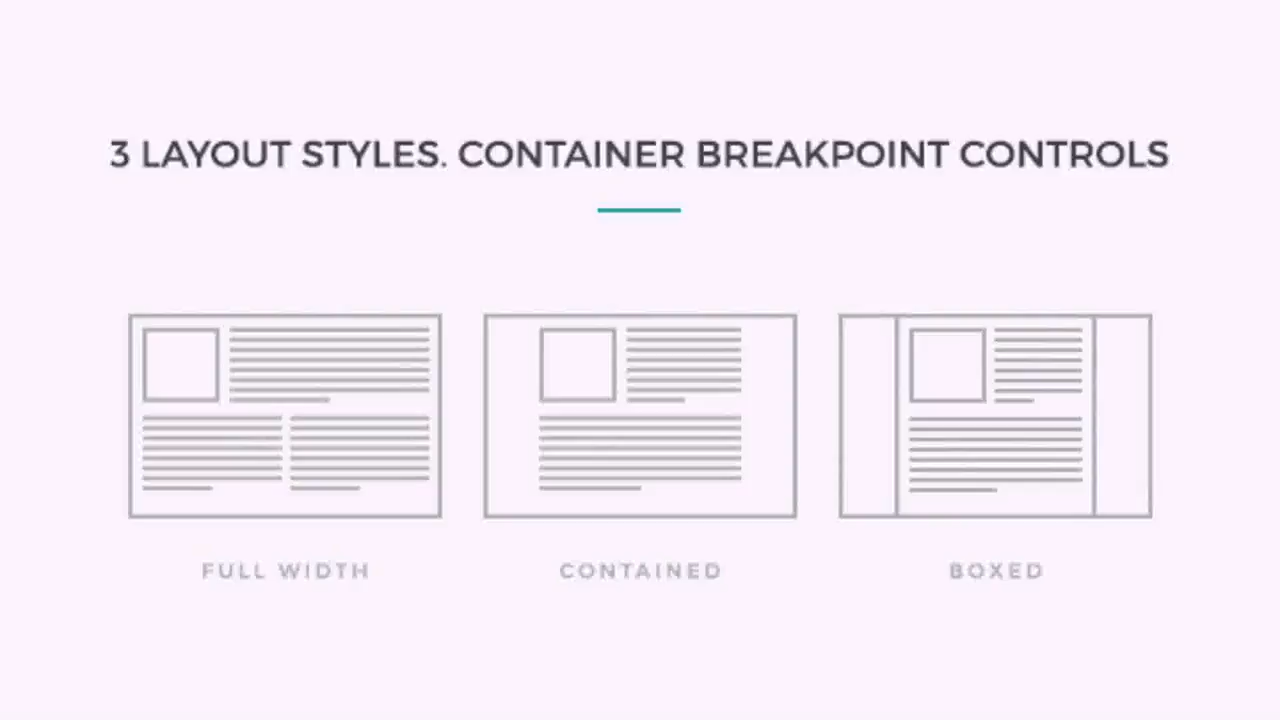 3 LAYOUT STYLES. CONTAINER BREAKPOINT CONTROLS
FULL WIDTH
CONTAINED
BOXED